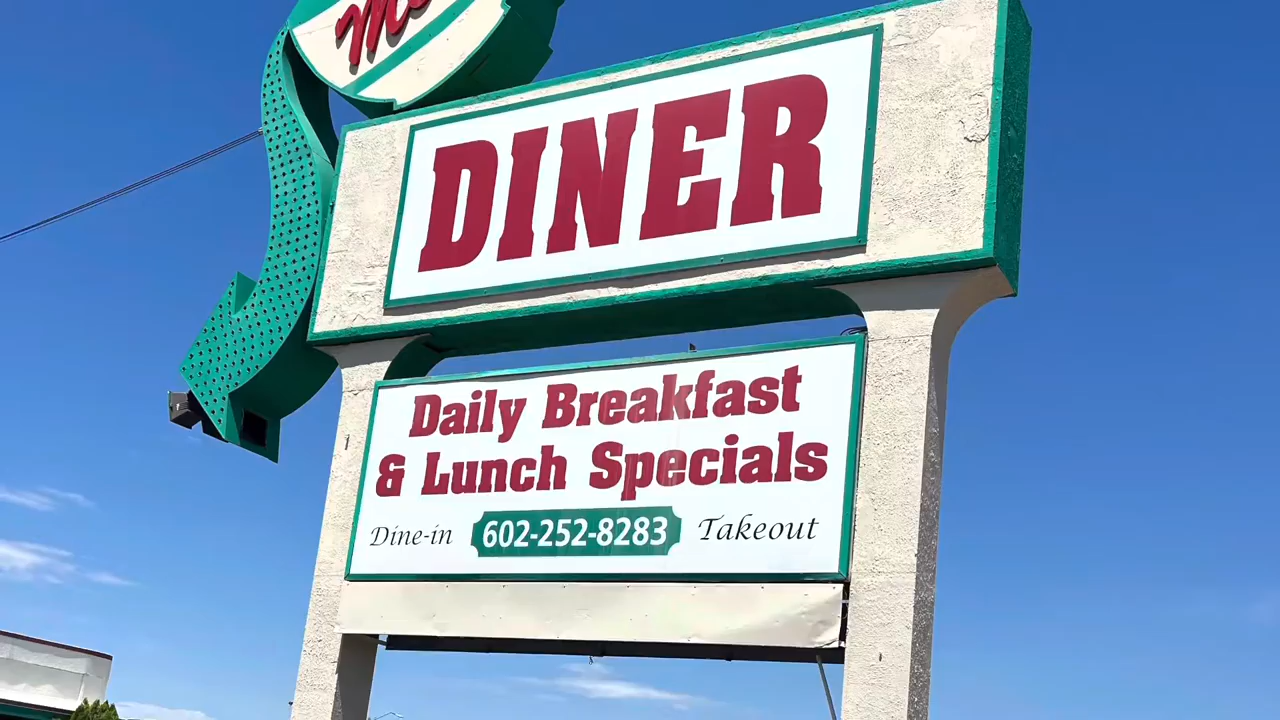 DINER
Daily Breakfast
& Lunch Specials
Dine-in 602-252-8283 Takeout